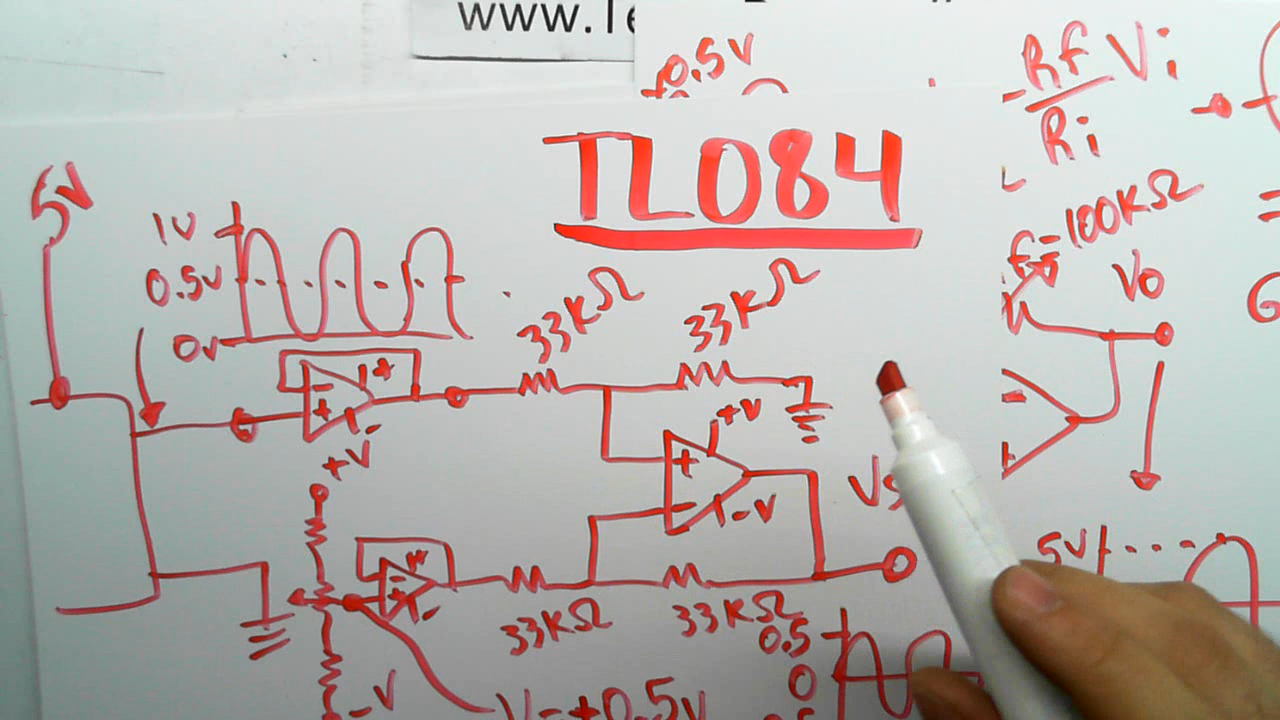 www.Te
+0.5V
-Rf/Ri Vi
TL084
5V
1V
0.5V
0V
33KΩ
33KΩ
f=100KΩ
Vo
G
=
-
+
+
-
+V
+V
+
-
-V
Vs
-
+
+V
-
+
-
33KΩ
33KΩ
5V
0.5
0
-V
V=+0.5V